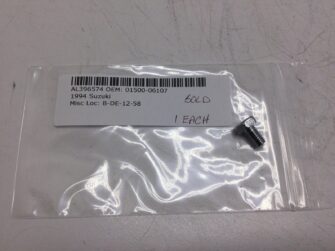 AL396574 OEM: 01500-06107
1994 Suzuki
Misc Loc: B-DE-12-58
SOLD
1 EACH